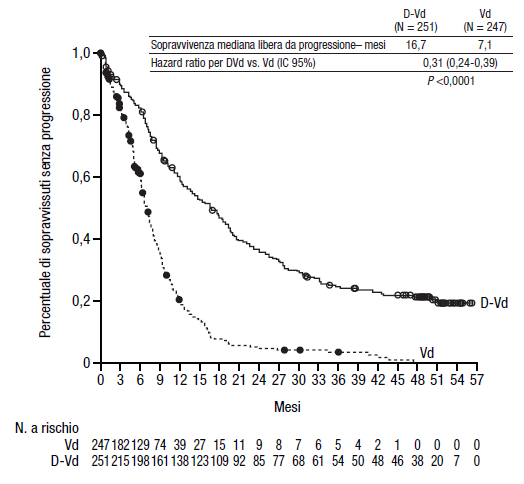 D-Vd Vd
(N = 251) (N = 247)
Sopravvivenza mediana libera da progressione– mesi 16,7 7,1
Hazard ratio per DVd vs. Vd (IC 95%) 0,31 (0,24-0,39)
P <0,0001
Percentuale di sopravvissuti senza progressione
1,0
0,8
0,6
0,4
0,2
0
D-Vd
Vd
0 3 6 9 12 15 18 21 24 27 30 33 36 39 42 45 48 51 54 57
Mesi
N. a rischio
Vd 247 182 129 74 39 27 15 11 9 8 7 6 5 4 2 1 0 0 0 0
D-Vd 251 215 198 161 138 123 109 92 85 77 68 61 54 50 48 46 38 20 7 0